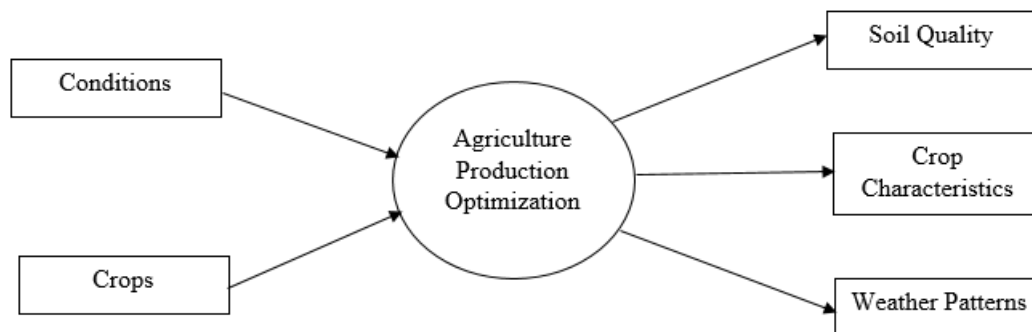 Conditions
Crops
Agriculture
Production
Optimization
Soil Quality
Crop
Characteristics
Weather Patterns